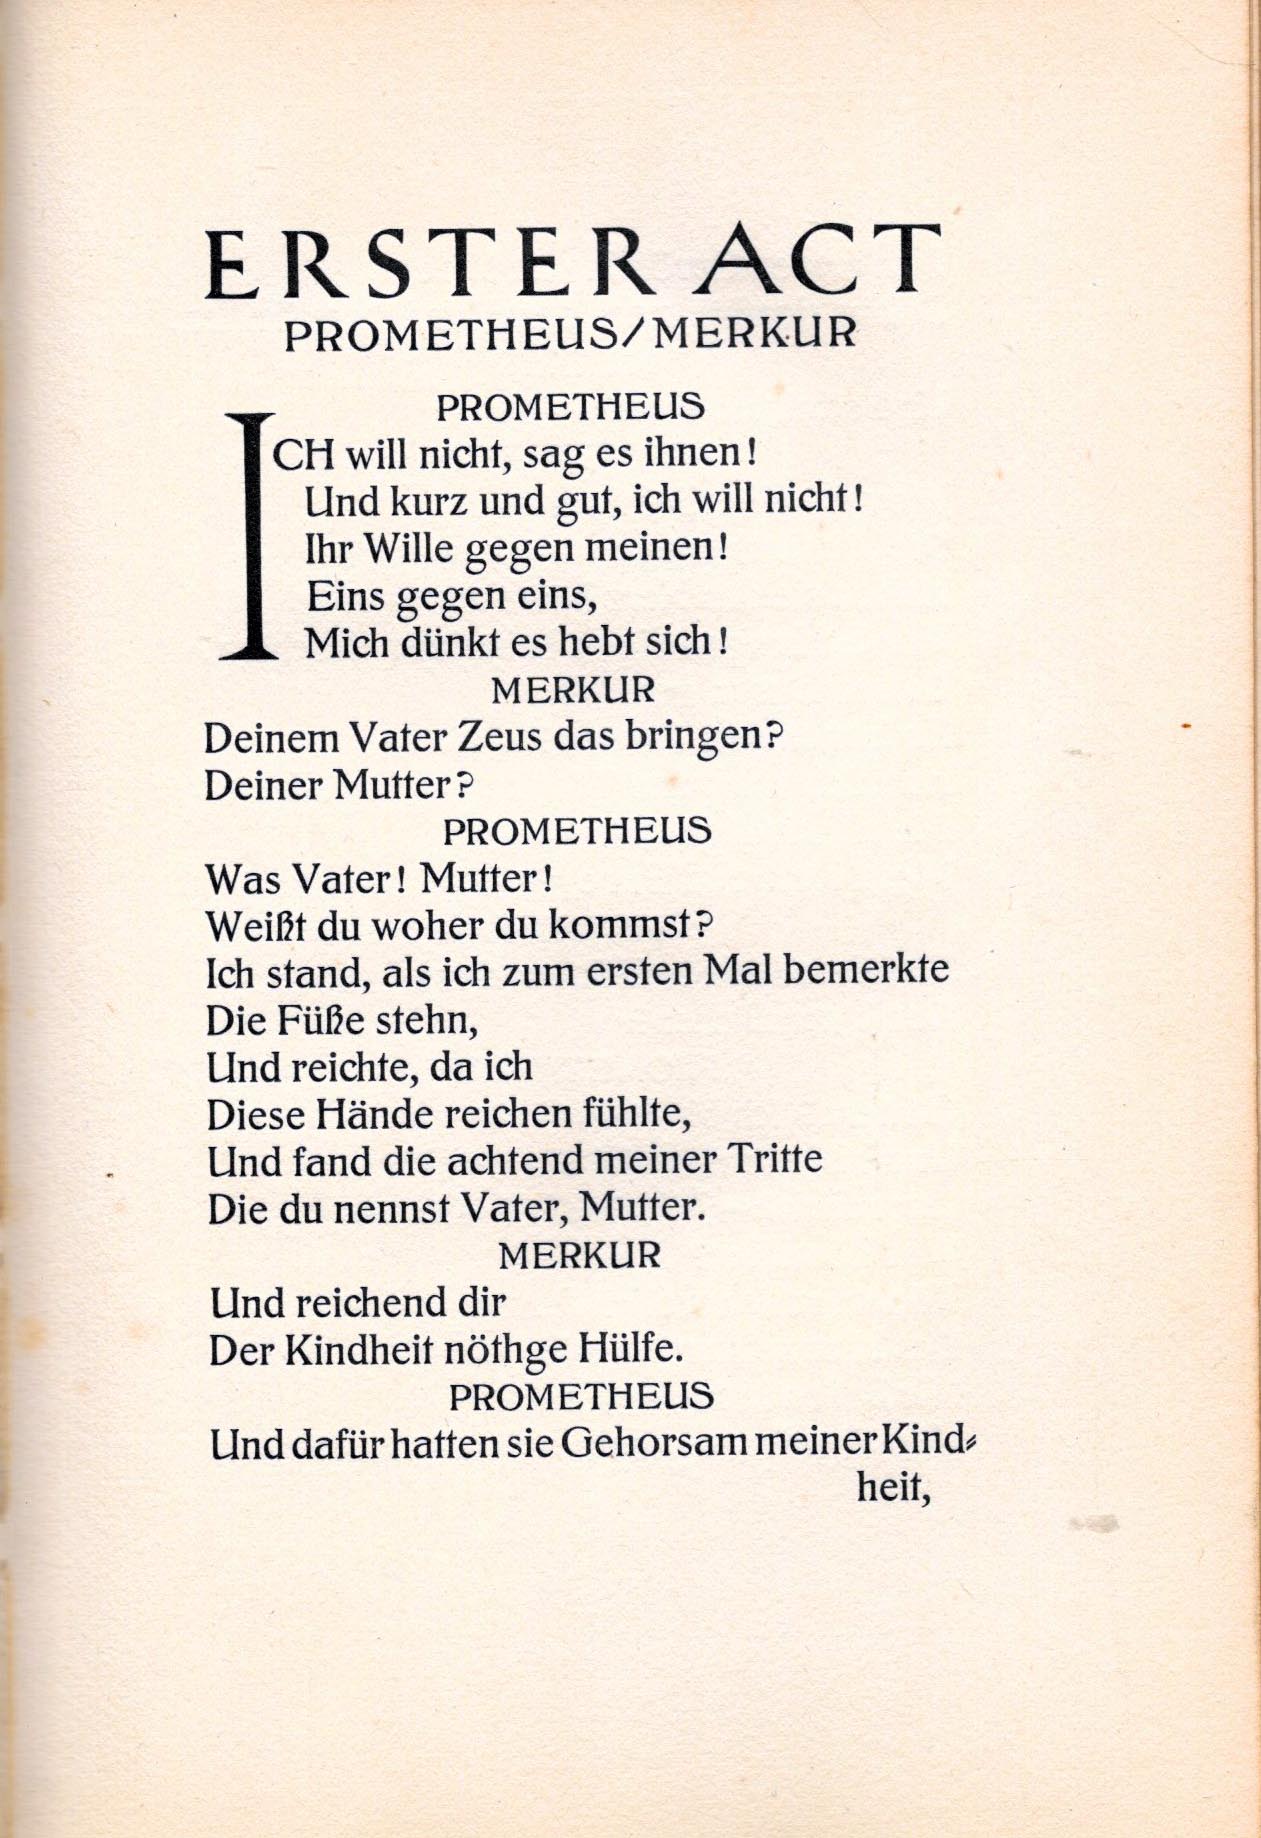 ERSTER ACT
PROMETHEUS/MERKUR
PROMETHEUS
ICH will nicht, sag es ihnen!
Und kurz und gut, ich will nicht!
Ihr Wille gegen meinen!
Eins gegen eins,
Mich dünkt es hebt sich!
MERKUR
Deinem Vater Zeus das bringen?
Deiner Mutter?
PROMETHEUS
Was Vater! Mutter!
Weißt du woher du kommst?
Ich stand, als ich zum ersten Mal bemerkte
Die Füße stehn,
Und reichte, da ich
Diese Hände reichen fühlte,
Und fand die achtend meiner Tritte
Die du nennst Vater, Mutter.
MERKUR
Und reichend dir
Der Kindheit nöthge Hülfe.
PROMETHEUS
Und dafür hatten sie Gehorsam meiner Kind⸗
heit,